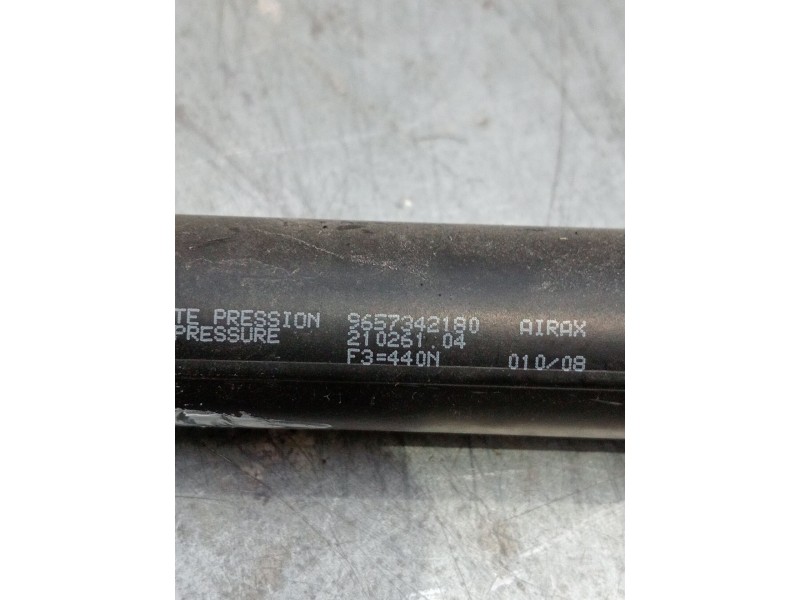 TE PRESSION 9657342180 AIRAX
PRESSURE 210261.04
F3=440N 010/08